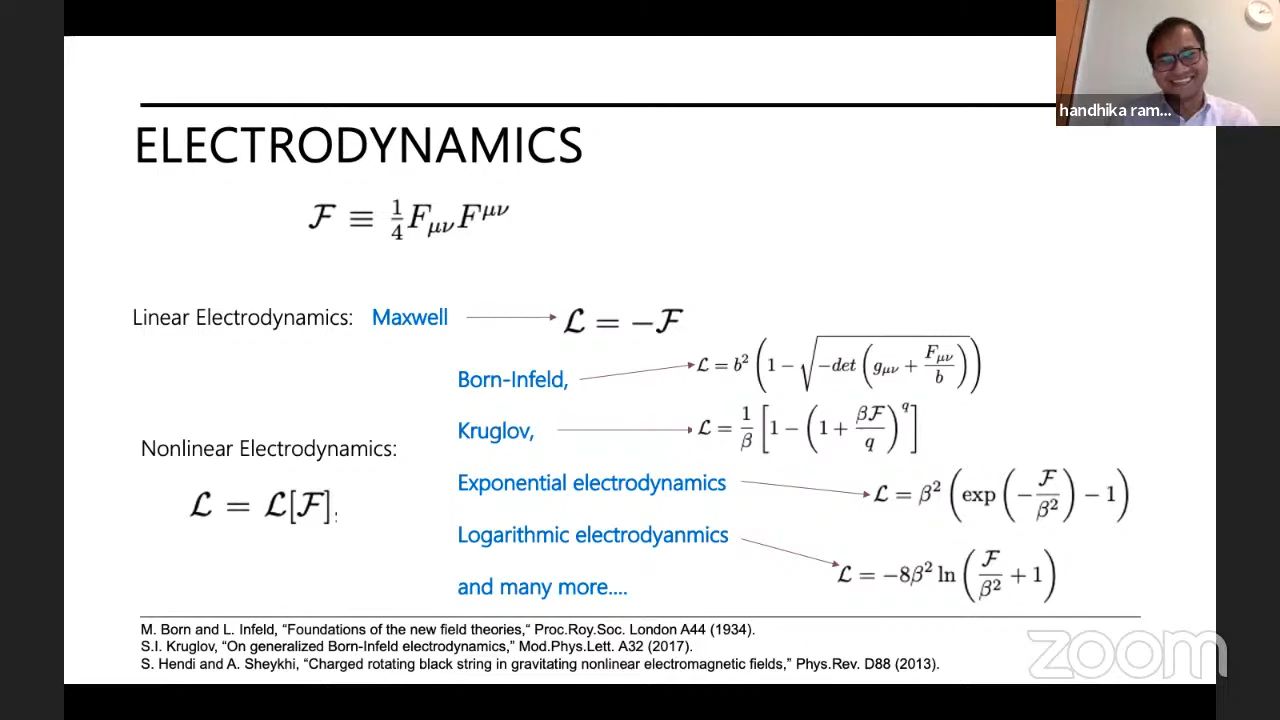 handhika ram...
ELECTRODYNAMICS
ℱ ≡ 1/4 F_μν F^μν
Linear Electrodynamics: Maxwell ℒ = −ℱ
Born-Infeld, ℒ = b² (1 − √(−det (g_μν + F_μν/b)))
Kruglov, ℒ = 1/β [1 − (1 + βℱ/q)^q]
Nonlinear Electrodynamics:
ℒ = ℒ[ℱ],
Exponential electrodynamics ℒ = β² (exp (−ℱ/β²) − 1)
Logarithmic electrodyanmics ℒ = −8β² ln (ℱ/β² + 1)
and many more....
M. Born and L. Infeld, “Foundations of the new field theories,“ Proc.Roy.Soc. London A44 (1934).
S.I. Kruglov, “On generalized Born-Infeld electrodynamics,” Mod.Phys.Lett. A32 (2017).
S. Hendi and A. Sheykhi, “Charged rotating black string in gravitating nonlinear electromagnetic fields,” Phys.Rev. D88 (2013).
zoom